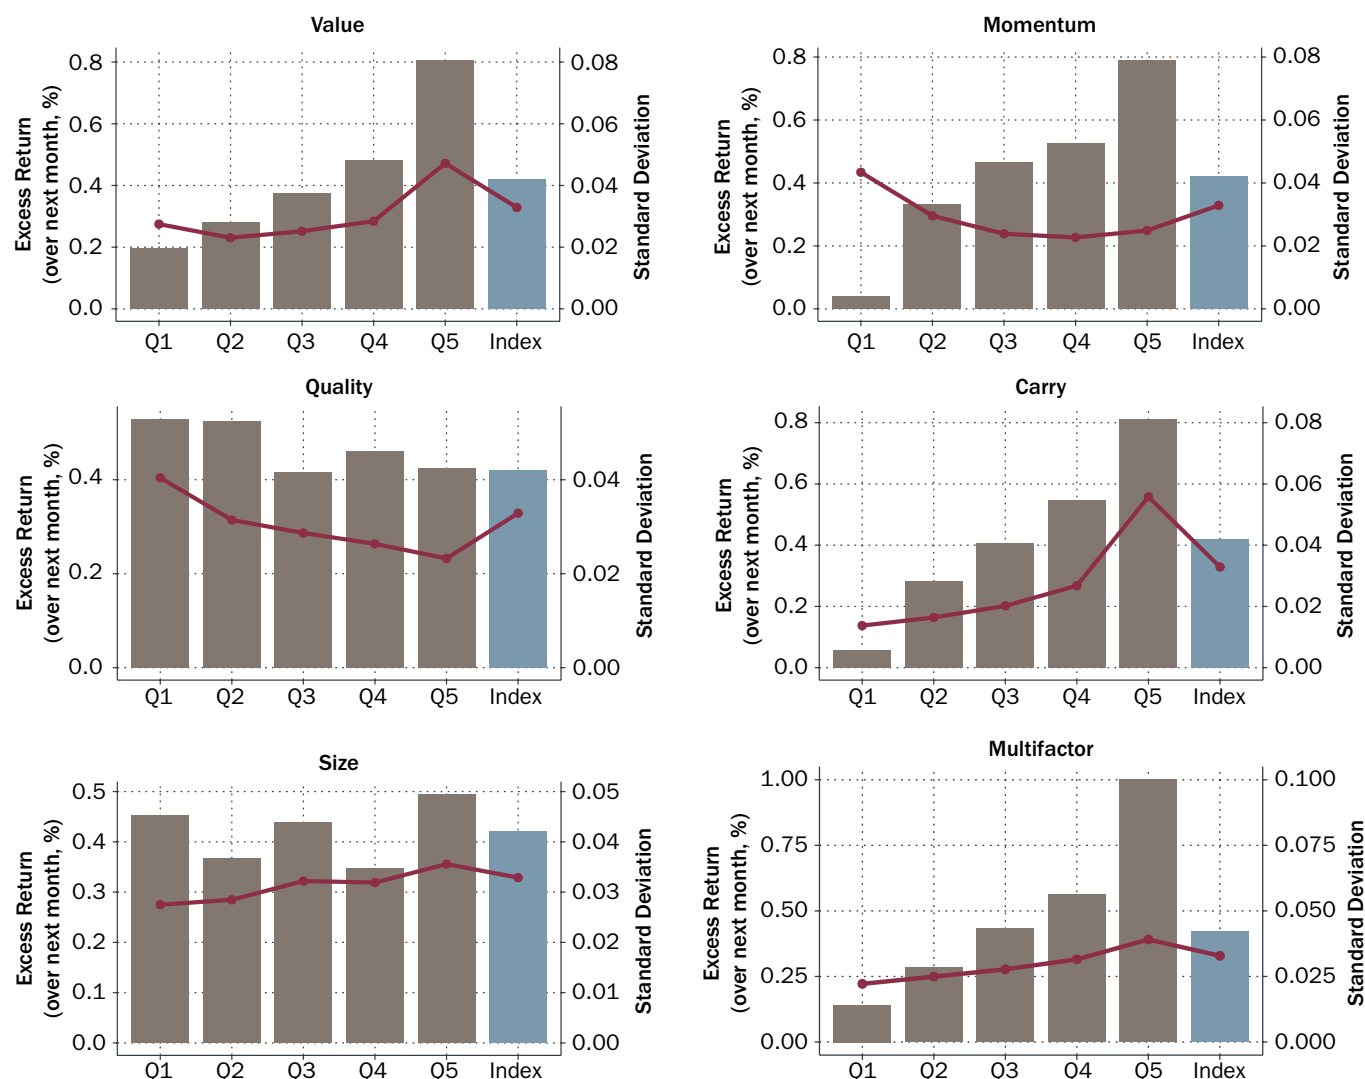 Value
Excess Return
(over next month, %)
0.8
0.6
0.4
0.2
0.0
0.08
0.06
0.04
0.02
0.00
Standard Deviation
Q1 Q2 Q3 Q4 Q5 Index
Momentum
Excess Return
(over next month, %)
0.8
0.6
0.4
0.2
0.0
0.08
0.06
0.04
0.02
0.00
Standard Deviation
Q1 Q2 Q3 Q4 Q5 Index
Quality
Excess Return
(over next month, %)
0.4
0.2
0.0
0.04
0.02
0.00
Standard Deviation
Q1 Q2 Q3 Q4 Q5 Index
Carry
Excess Return
(over next month, %)
0.8
0.6
0.4
0.2
0.0
0.08
0.06
0.04
0.02
0.00
Standard Deviation
Q1 Q2 Q3 Q4 Q5 Index
Size
Excess Return
(over next month, %)
0.5
0.4
0.3
0.2
0.1
0.0
0.05
0.04
0.03
0.02
0.01
0.00
Standard Deviation
Q1 Q2 Q3 Q4 Q5 Index
Multifactor
Excess Return
(over next month, %)
1.00
0.75
0.50
0.25
0.00
0.100
0.075
0.050
0.025
0.000
Standard Deviation
Q1 Q2 Q3 Q4 Q5 Index